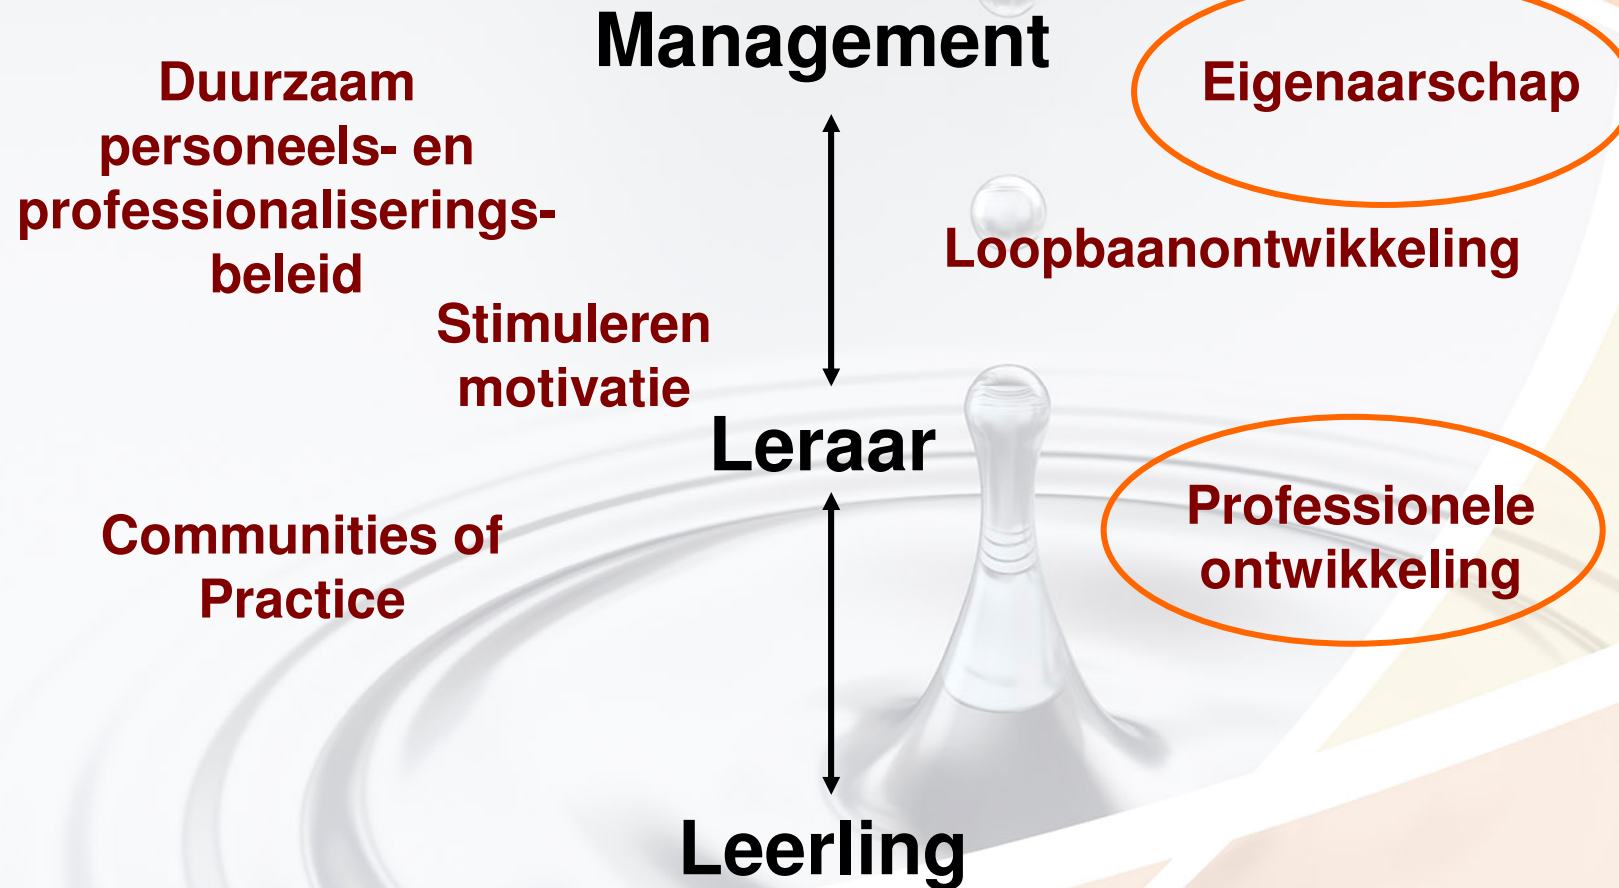 Management
Duurzaam
personeels- en
professionaliserings-
beleid
Eigenaarschap
Loopbaanontwikkeling
Stimuleren
motivatie
Leraar
Communities of
Practice
Professionele
ontwikkeling
Leerling